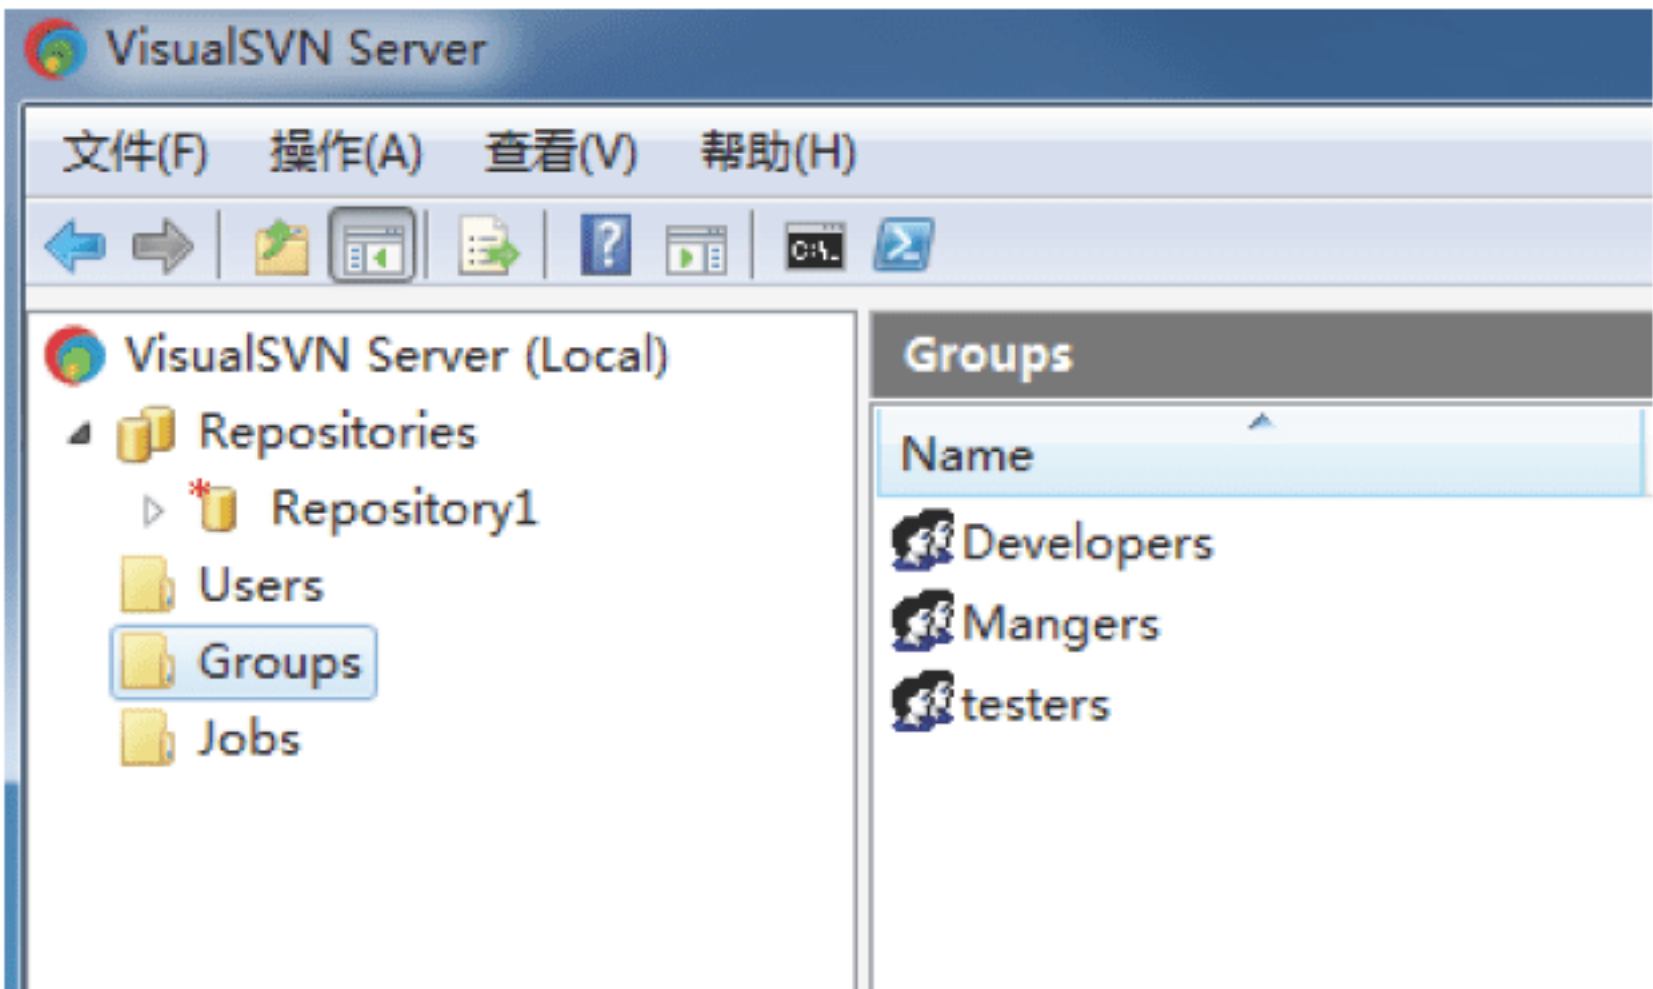 VisualSVN Server
文件(F) 操作(A) 查看(V) 帮助(H)
C:\_
VisualSVN Server (Local)
Repositories
Repository1
Users
Groups
Jobs
Groups
Name
Developers
Mangers
testers